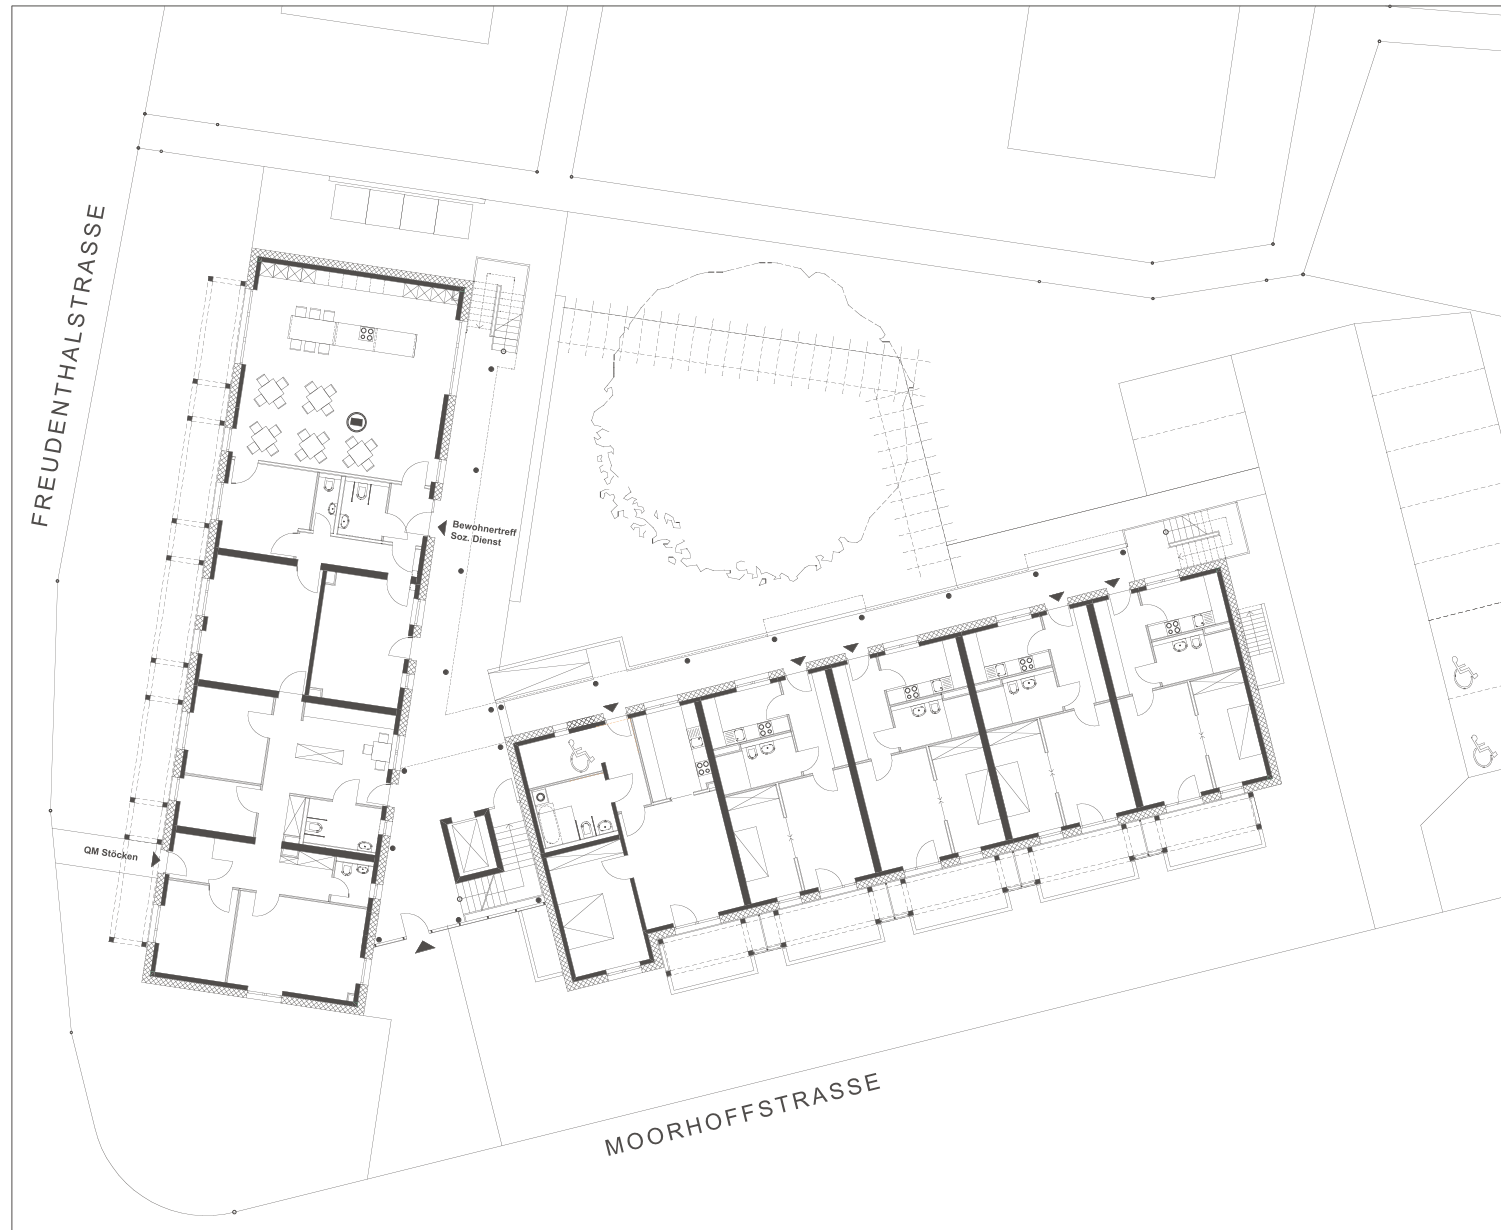 FREUDENTHALSTRASSE
Bewohnertreff
Soz. Dienst
QM Stöcken
MOORHOFFSTRASSE